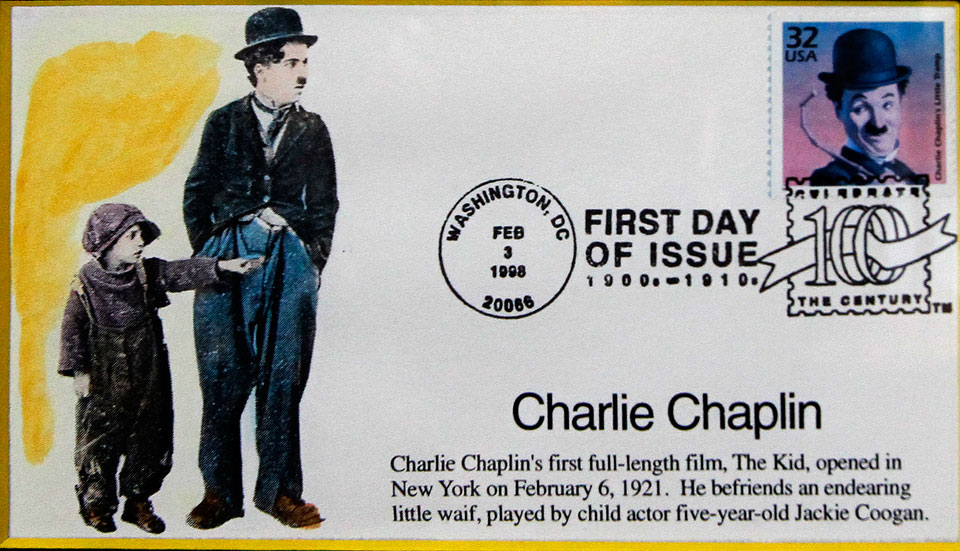 32
USA
Charlie Chaplin's Little Tramp
WASHINGTON, DC
FEB
3
1998
20066
FIRST DAY
OF ISSUE
1900s-1910s
CELEBRATE
100
THE CENTURY
TM
Charlie Chaplin
Charlie Chaplin's first full-length film, The Kid, opened in
New York on February 6, 1921. He befriends an endearing
little waif, played by child actor five-year-old Jackie Coogan.